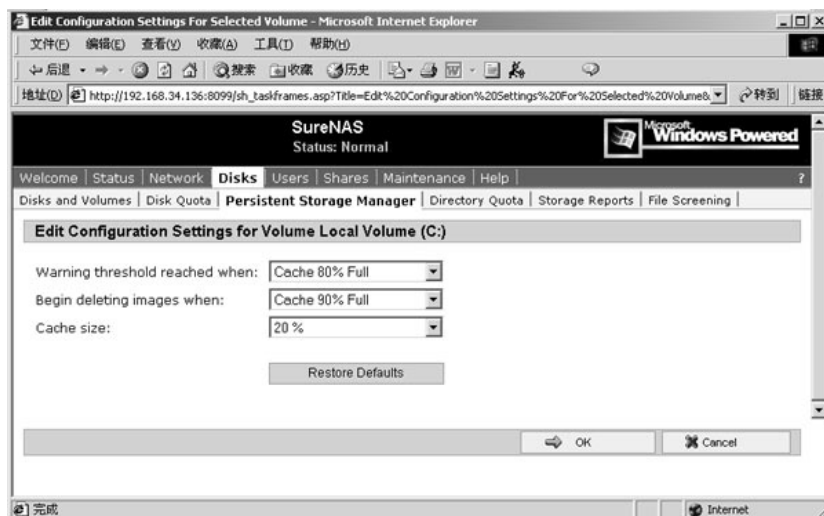 Edit Configuration Settings For Selected Volume - Microsoft Internet Explorer
文件(F) 编辑(E) 查看(V) 收藏(A) 工具(T) 帮助(H)
后退 搜索 收藏 历史
地址(D) http://192.168.34.136:8099/sh_taskframes.asp?Title=Edit%20Configuration%20Settings%20For%20Selected%20Volume& 转到 链接
SureNAS
Status: Normal
Microsoft Windows Powered
Welcome | Status | Network | Disks | Users | Shares | Maintenance | Help | ?
Disks and Volumes | Disk Quota | Persistent Storage Manager | Directory Quota | Storage Reports | File Screening |
Edit Configuration Settings for Volume Local Volume (C:)
Warning threshold reached when: Cache 80% Full
Begin deleting images when: Cache 90% Full
Cache size: 20 %
Restore Defaults
OK Cancel
完成 Internet